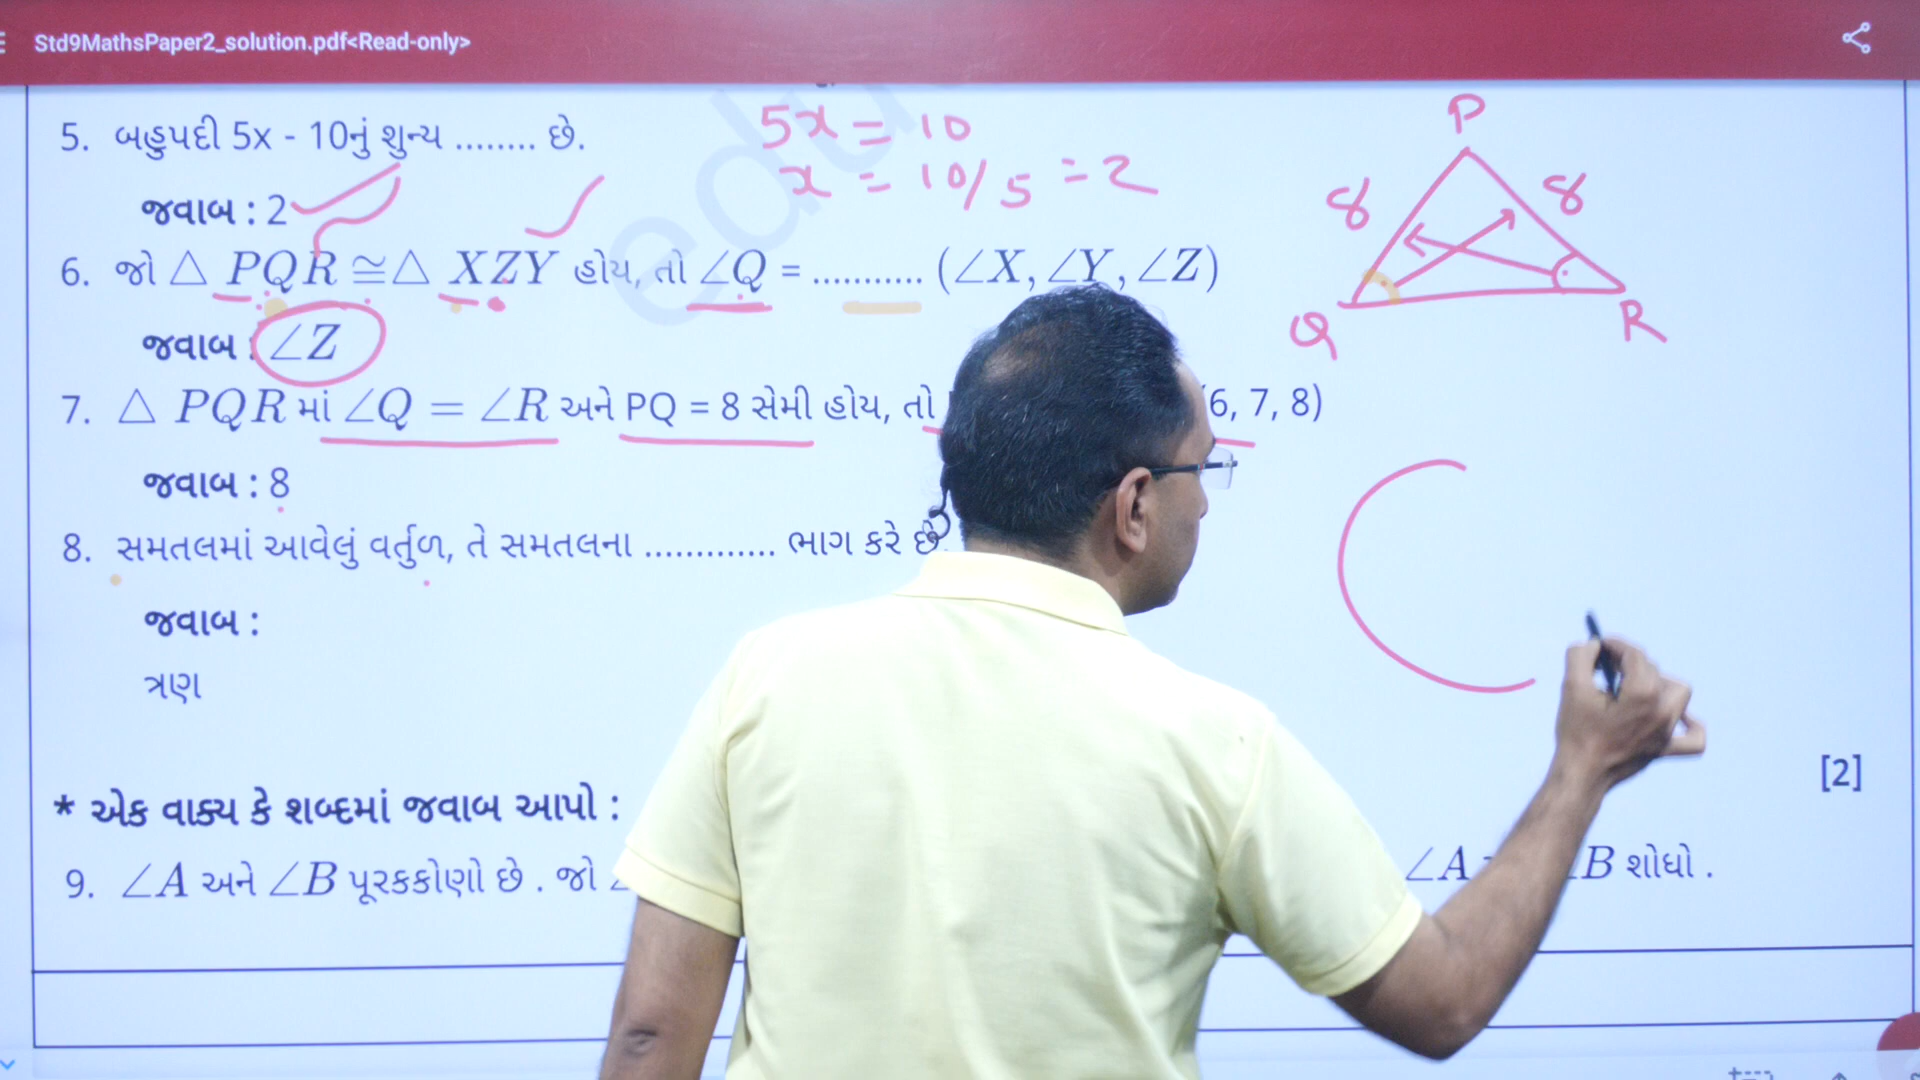 Std9MathsPaper2_solution.pdf<Read-only>
5. બહુપદી 5x - 10નું શુન્ય ........ છે.
જવાબ : 2
5x = 10
x = 10/5 = 2
6. જો △ PQR ≅ △ XZY હોય, તો ∠Q = ........... (∠X, ∠Y, ∠Z)
જવાબ : ∠Z
P
8 8
Q R
7. △ PQR માં ∠Q = ∠R અને PQ = 8 સેમી હોય, તો (6, 7, 8)
જવાબ : 8
8. સમતલમાં આવેલું વર્તુળ, તે સમતલના ............. ભાગ કરે છે.
જવાબ :
ત્રણ
[2]
* એક વાક્ય કે શબ્દમાં જવાબ આપો :
9. ∠A અને ∠B પૂરકકોણો છે . જો ∠A B શોધો .
edu